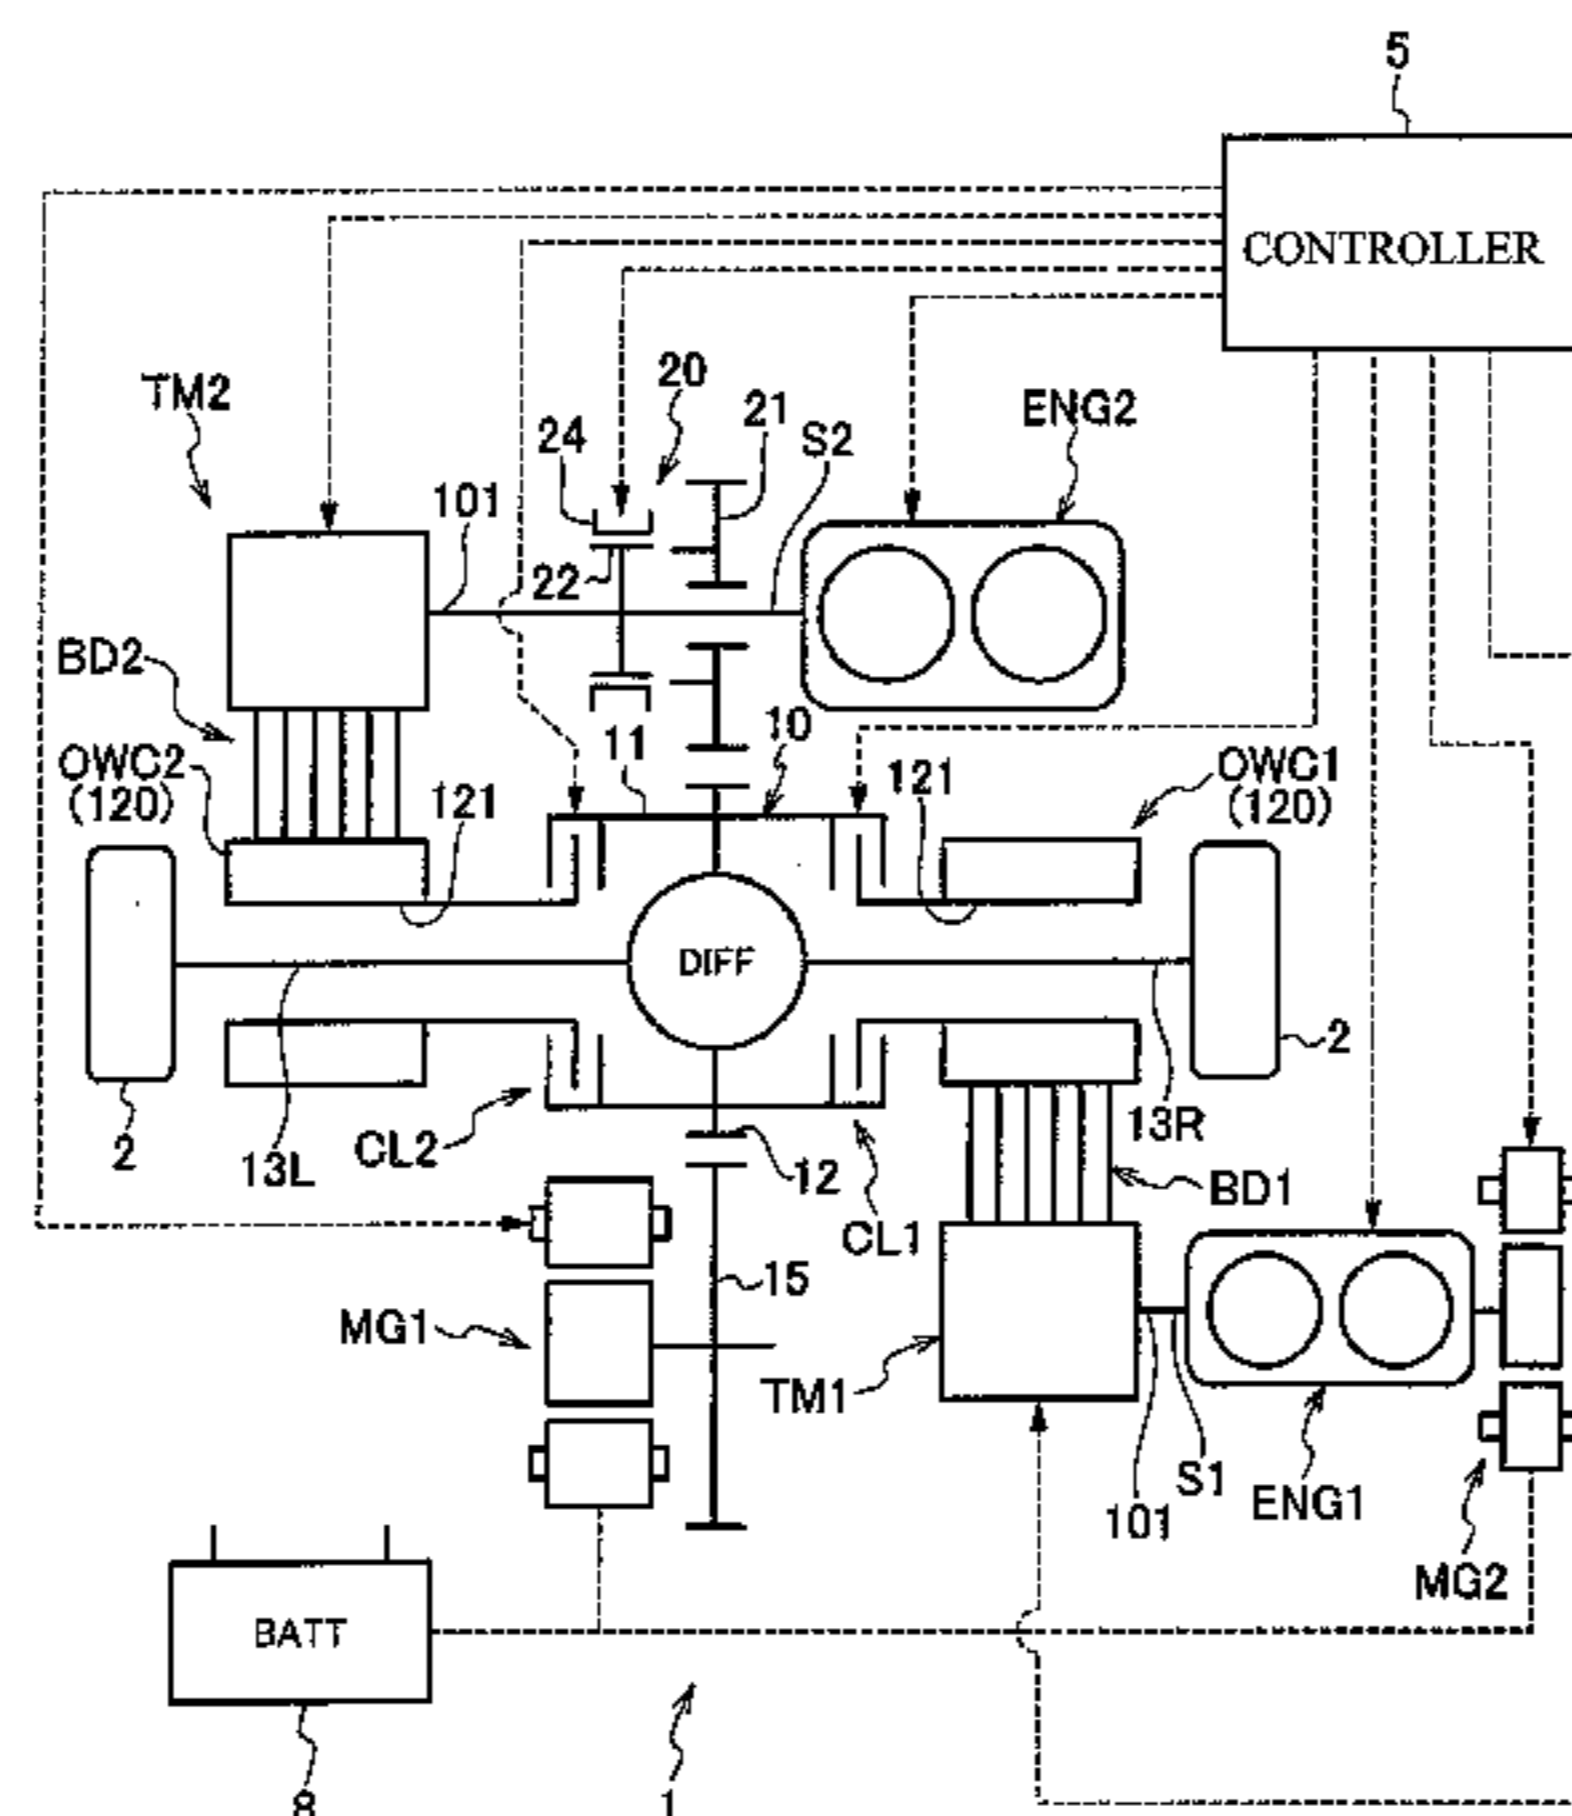 5
CONTROLLER
20
TM2
21
ENG2
24
S2
101
22
BD2
10
11
OWC2
(120)
121
121
OWC1
(120)
DIFF
2
13R
CL2
2
13L
12
BD1
CL1
15
MG1
TM1
S1
ENG1
101
MG2
BATT
8
1